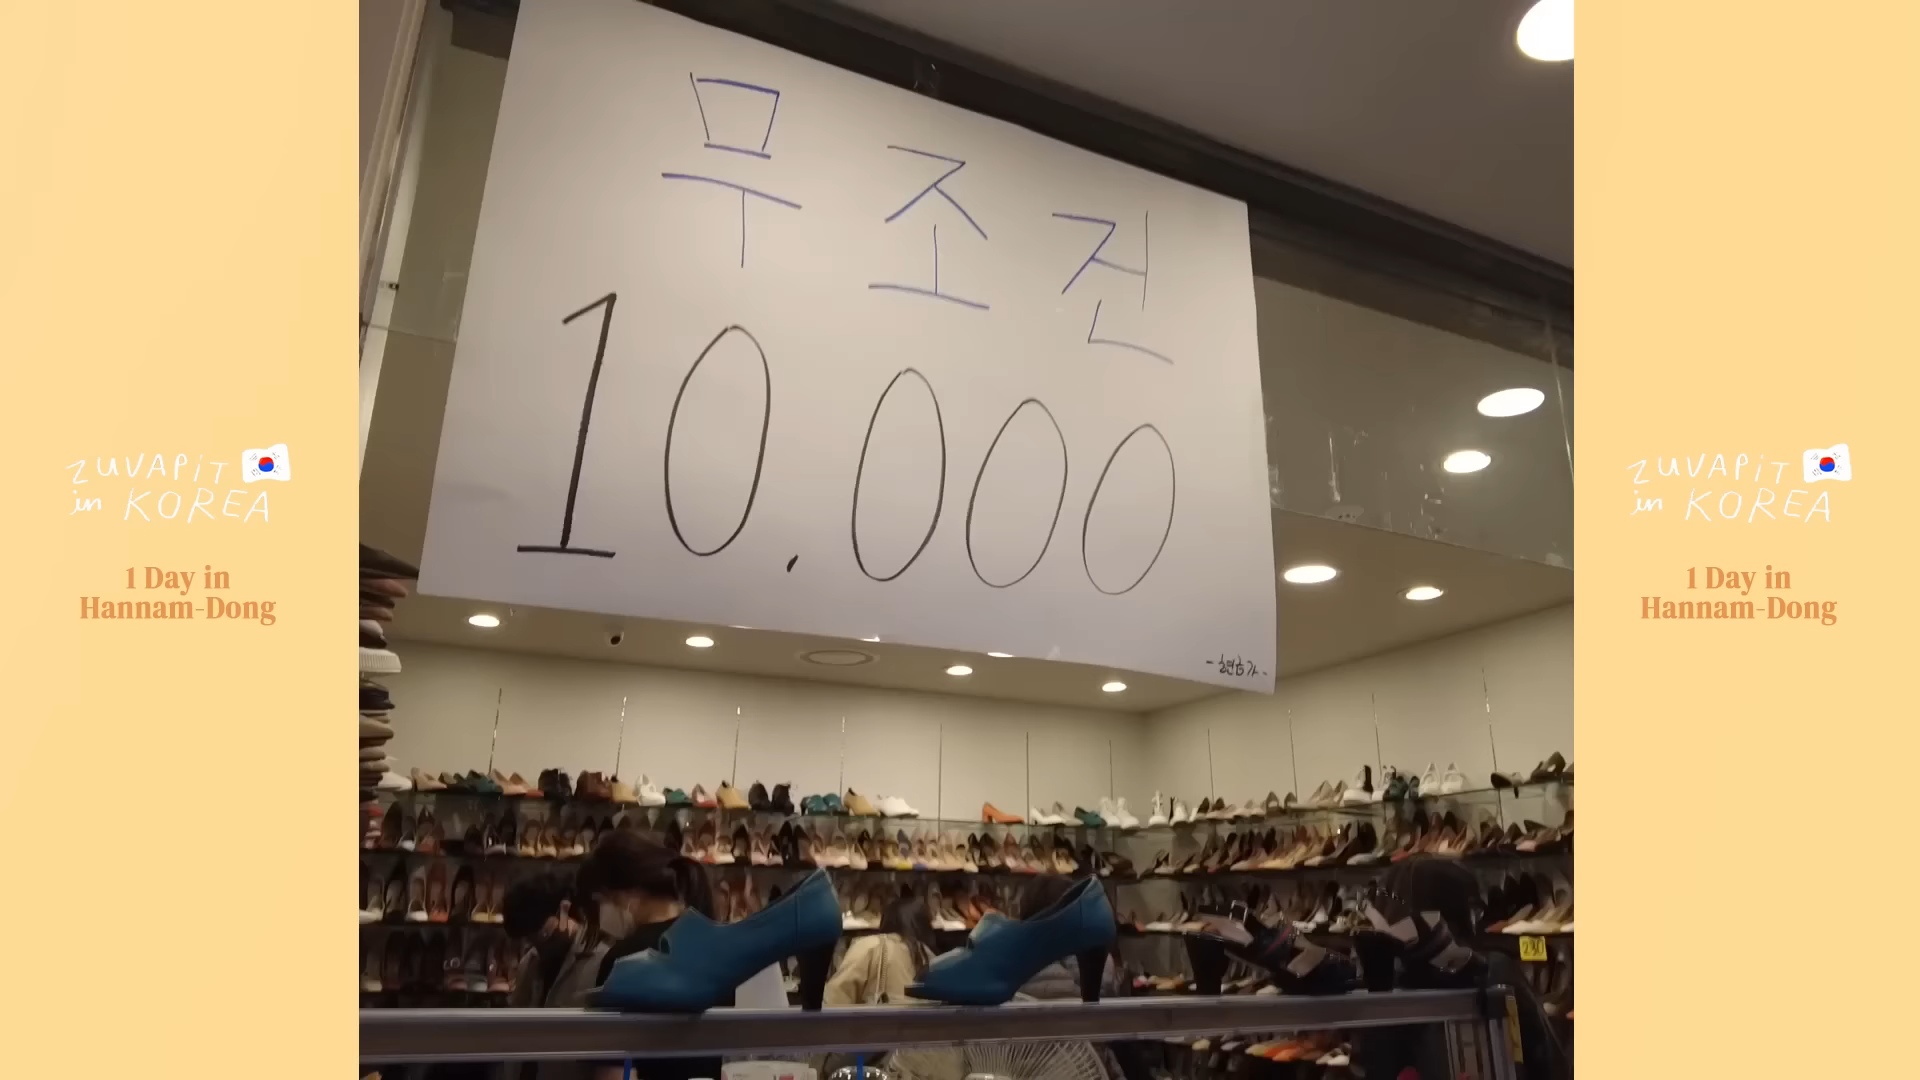 무조건
10.000
ZUVAPiT
in KOREA
1 Day in
Hannam-Dong
ZUVAPiT
in KOREA
1 Day in
Hannam-Dong
230